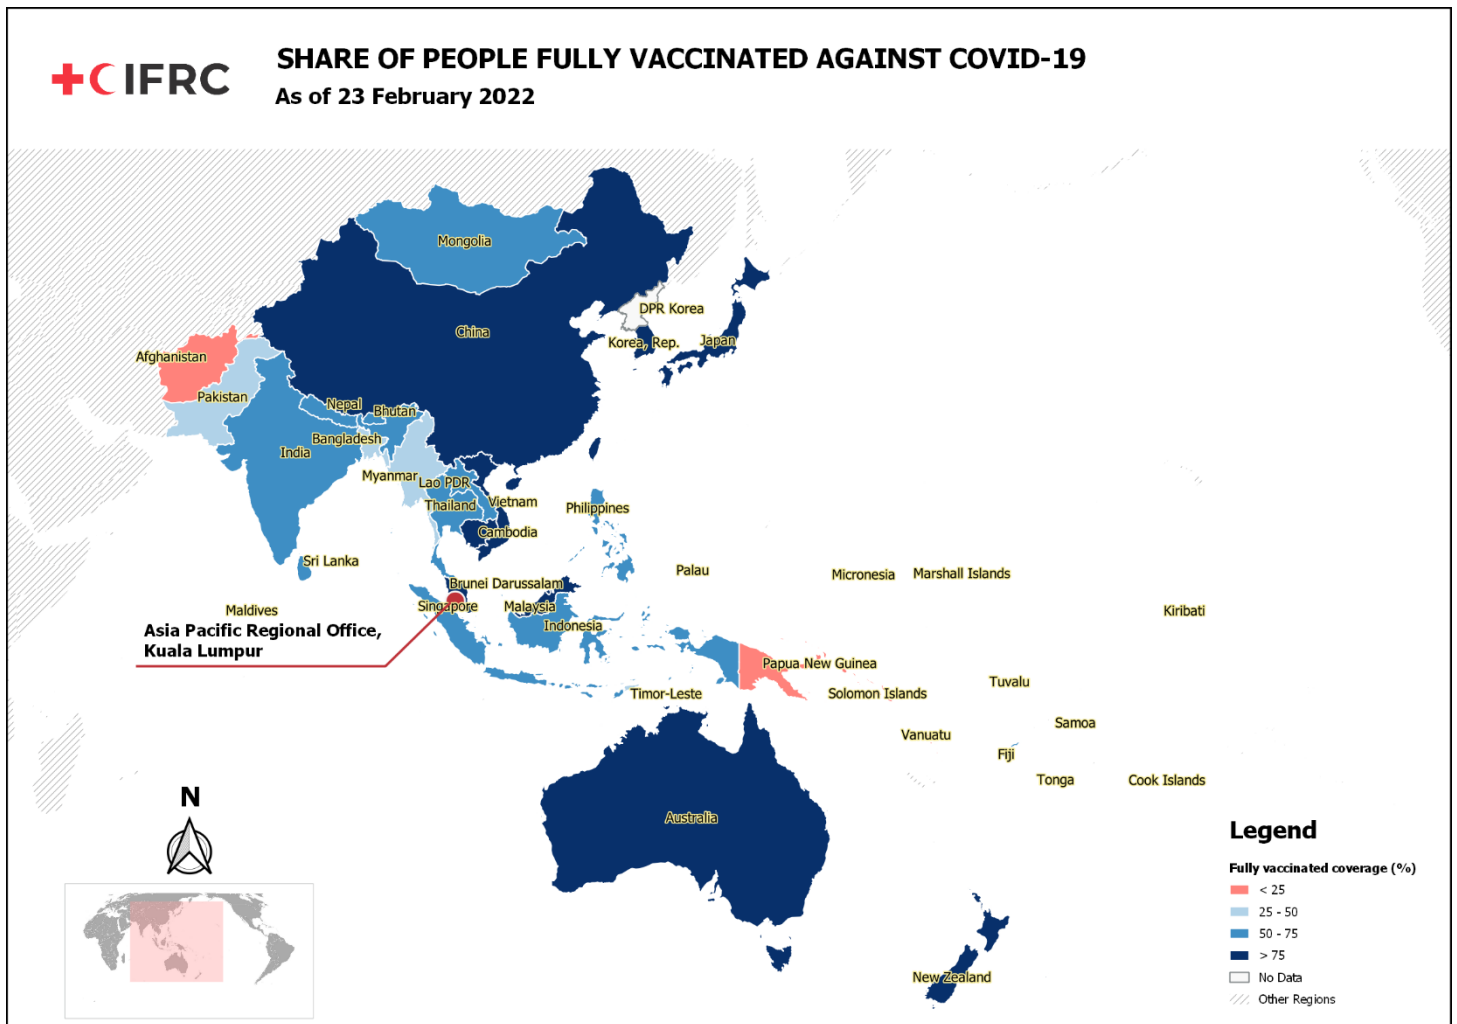 IFRC
SHARE OF PEOPLE FULLY VACCINATED AGAINST COVID-19
As of 23 February 2022
Mongolia
China
DPR Korea
Korea, Rep.
Japan
Afghanistan
Pakistan
Nepal
Bhutan
Bangladesh
India
Myanmar
Lao PDR
Thailand
Vietnam
Philippines
Cambodia
Sri Lanka
Palau
Micronesia
Marshall Islands
Brunei Darussalam
Maldives
Singapore
Malaysia
Kiribati
Indonesia
Asia Pacific Regional Office,
Kuala Lumpur
Papua New Guinea
Timor-Leste
Solomon Islands
Tuvalu
Samoa
Vanuatu
Fiji
Tonga
Cook Islands
Australia
New Zealand
N
Legend
Fully vaccinated coverage (%)
< 25
25 - 50
50 - 75
> 75
No Data
Other Regions